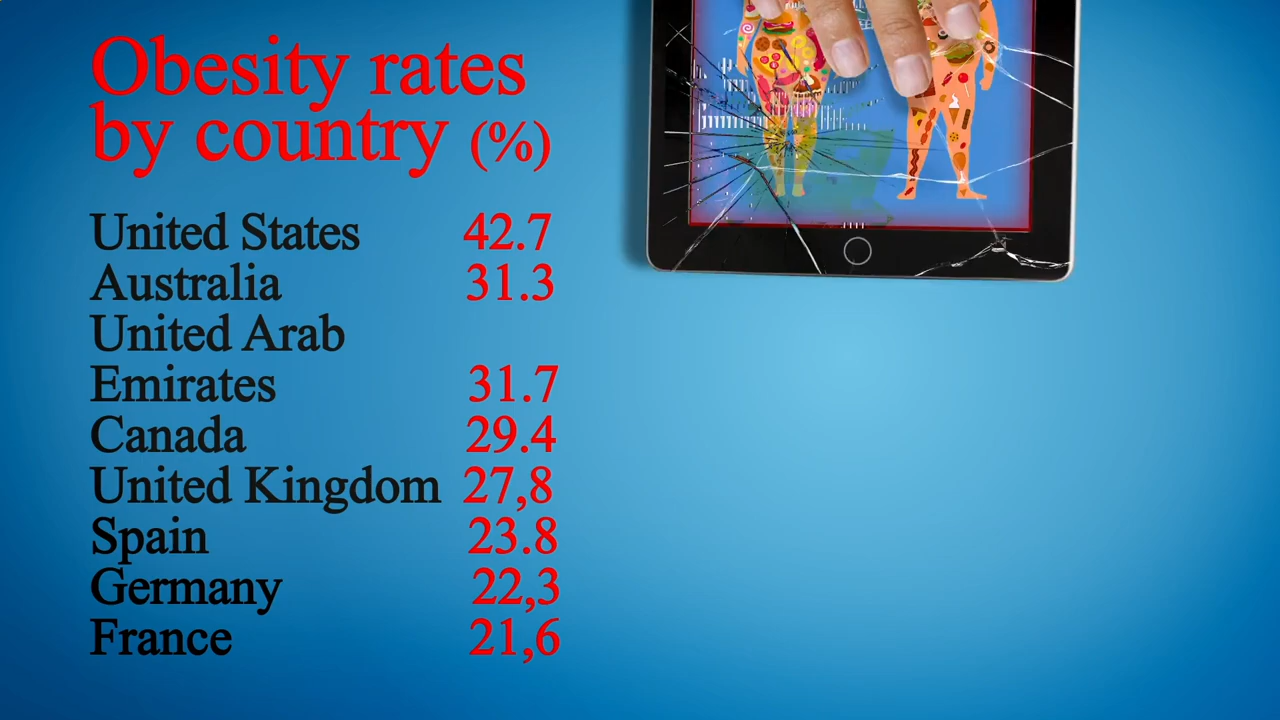 Obesity rates
by country (%)
United States 42.7
Australia 31.3
United Arab
Emirates 31.7
Canada 29.4
United Kingdom 27,8
Spain 23.8
Germany 22,3
France 21,6